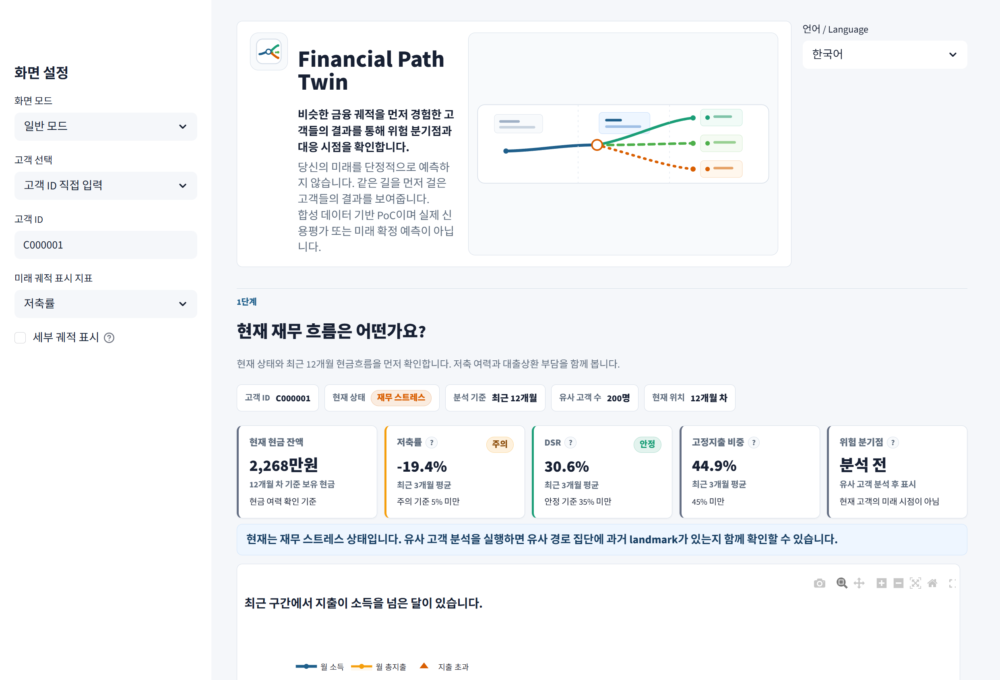 화면 설정
화면 모드
일반 모드
고객 선택
고객 ID 직접 입력
고객 ID
C000001
미래 궤적 표시 지표
저축률
세부 궤적 표시 ?
Financial Path
Twin
비슷한 금융 궤적을 먼저 경험한 고
객들의 결과를 통해 위험 분기점과
대응 시점을 확인합니다.
당신의 미래를 단정적으로 예측하
지 않습니다. 같은 길을 먼저 걸은
고객들의 결과를 보여줍니다.
합성 데이터 기반 PoC이며 실제 신
용평가 또는 미래 확정 예측이 아닙
니다.
언어 / Language
한국어
1단계
현재 재무 흐름은 어떤가요?
현재 상태와 최근 12개월 현금흐름을 먼저 확인합니다. 저축 여력과 대출상환 부담을 함께 봅니다.
고객 ID C000001
현재 상태 재무 스트레스
분석 기준 최근 12개월
유사 고객 수 200명
현재 위치 12개월 차
현재 현금 잔액
2,268만원
12개월 차 기준 보유 현금
현금 여력 확인 기준
저축률 ? 주의
-19.4%
최근 3개월 평균
주의 기준 5% 미만
DSR ? 안정
30.6%
최근 3개월 평균
안정 기준 35% 미만
고정지출 비중 ?
44.9%
최근 3개월 평균
45% 미만
위험 분기점 ?
분석 전
유사 고객 분석 후 표시
현재 고객의 미래 시점이 아님
현재는 재무 스트레스 상태입니다. 유사 고객 분석을 실행하면 유사 경로 집단에 과거 landmark가 있는지 함께 확인할 수 있습니다.
최근 구간에서 지출이 소득을 넘은 달이 있습니다.
월 소득 월 총지출 지출 초과